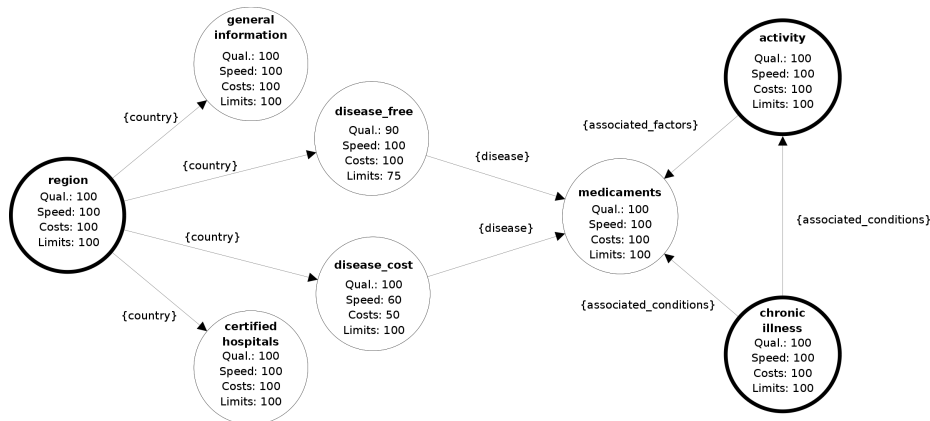 general
information
Qual.: 100
Speed: 100
Costs: 100
Limits: 100
activity
Qual.: 100
Speed: 100
Costs: 100
Limits: 100
{country}
disease_free
Qual.: 90
Speed: 100
Costs: 100
Limits: 75
{associated_factors}
{country}
{disease}
region
Qual.: 100
Speed: 100
Costs: 100
Limits: 100
medicaments
Qual.: 100
Speed: 100
Costs: 100
Limits: 100
{associated_conditions}
{country}
{disease}
disease_cost
Qual.: 100
Speed: 60
Costs: 50
Limits: 100
{associated_conditions}
{country}
certified
hospitals
Qual.: 100
Speed: 100
Costs: 100
Limits: 100
chronic
illness
Qual.: 100
Speed: 100
Costs: 100
Limits: 100